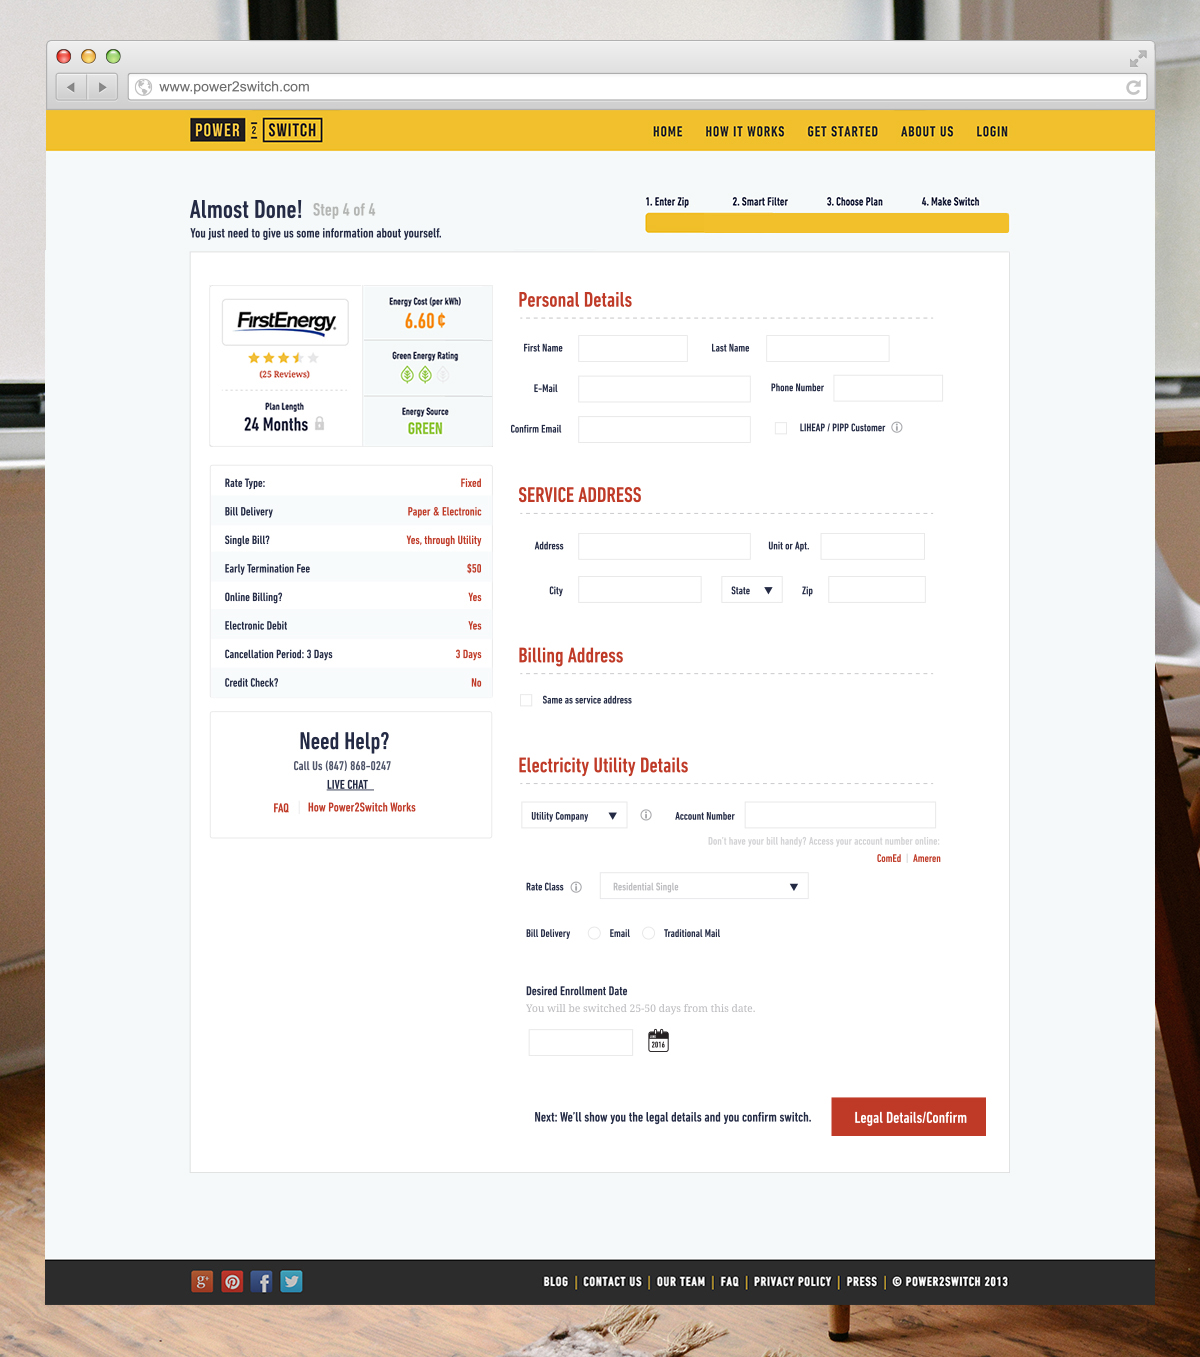 www.power2switch.com
POWER 2 SWITCH
HOME HOW IT WORKS GET STARTED ABOUT US LOGIN
Almost Done! Step 4 of 4
You just need to give us some information about yourself.
1. Enter Zip 2. Smart Filter 3. Choose Plan 4. Make Switch
FirstEnergy
(25 Reviews)
Plan Length
24 Months
Energy Cost (per kWh)
6.60 ¢
Green Energy Rating
Energy Source
GREEN
Rate Type: Fixed
Bill Delivery Paper & Electronic
Single Bill? Yes, through Utility
Early Termination Fee $50
Online Billing? Yes
Electronic Debit Yes
Cancellation Period: 3 Days 3 Days
Credit Check? No
Need Help?
Call Us (847) 868-0247
LIVE CHAT
FAQ | How Power2Switch Works
Personal Details
First Name Last Name
E-Mail Phone Number
Confirm Email LIHEAP / PIPP Customer i
SERVICE ADDRESS
Address Unit or Apt.
City State Zip
Billing Address
Same as service address
Electricity Utility Details
Utility Company i Account Number
Don't have your bill handy? Access your account number online:
ComEd | Ameren
Rate Class i Residential Single
Bill Delivery Email Traditional Mail
Desired Enrollment Date
You will be switched 25-50 days from this date.
2016
Next: We'll show you the legal details and you confirm switch. Legal Details/Confirm
g+ f
BLOG | CONTACT US | OUR TEAM | FAQ | PRIVACY POLICY | PRESS | © POWER2SWITCH 2013